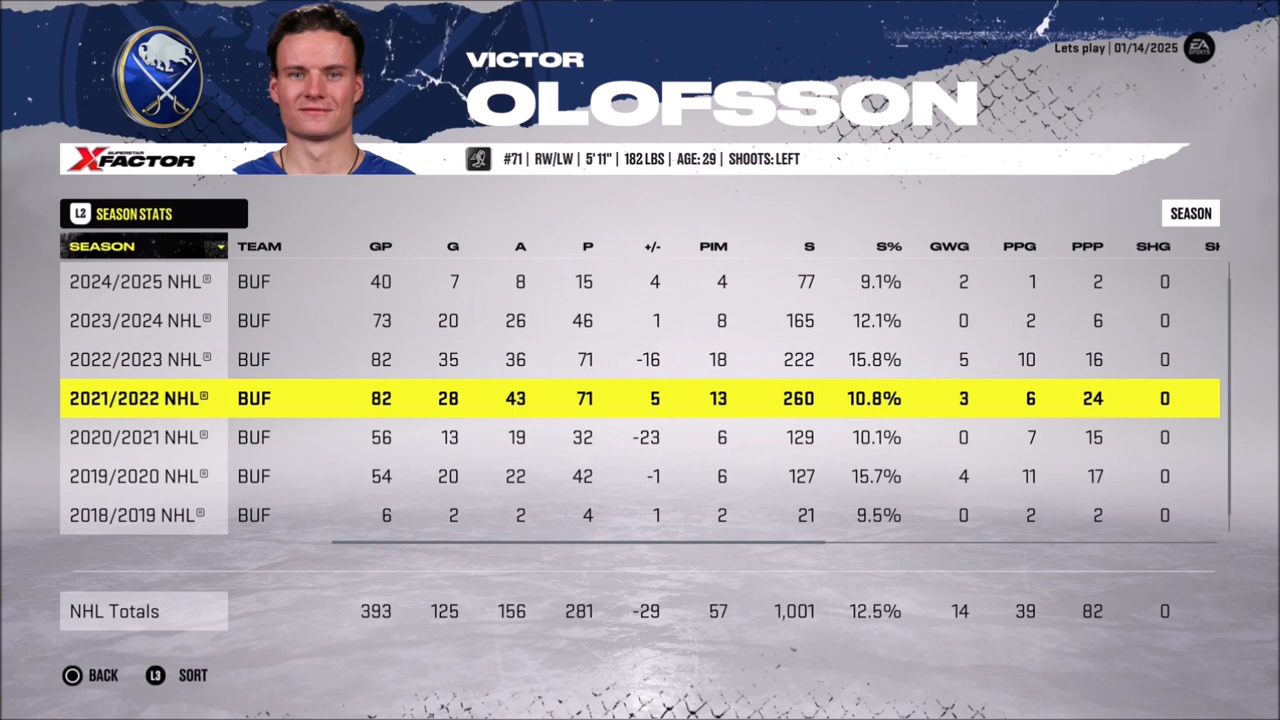 VICTOR
OLOFSSON
Lets play | 01/14/2025
EA SPORTS
SUPERSTAR
X FACTOR
#71 | RW/LW | 5'11" | 182 LBS | AGE: 29 | SHOOTS: LEFT
L2 SEASON STATS
SEASON
SEASON TEAM GP G A P +/- PIM S S% GWG PPG PPP SHG SH
2024/2025 NHL® BUF 40 7 8 15 4 4 77 9.1% 2 1 2 0
2023/2024 NHL® BUF 73 20 26 46 1 8 165 12.1% 0 2 6 0
2022/2023 NHL® BUF 82 35 36 71 -16 18 222 15.8% 5 10 16 0
2021/2022 NHL® BUF 82 28 43 71 5 13 260 10.8% 3 6 24 0
2020/2021 NHL® BUF 56 13 19 32 -23 6 129 10.1% 0 7 15 0
2019/2020 NHL® BUF 54 20 22 42 -1 6 127 15.7% 4 11 17 0
2018/2019 NHL® BUF 6 2 2 4 1 2 21 9.5% 0 2 2 0
NHL Totals 393 125 156 281 -29 57 1,001 12.5% 14 39 82 0
BACK L3 SORT